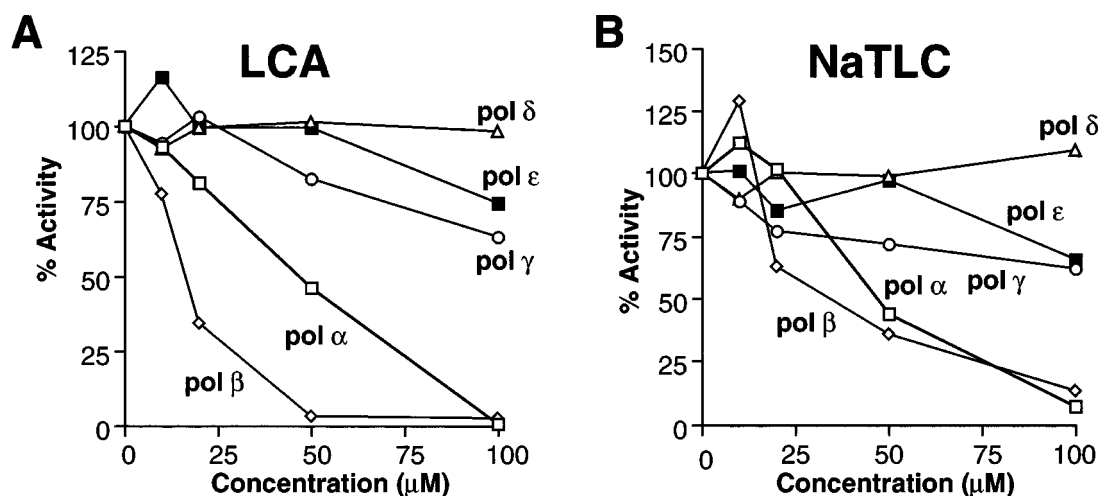 A
LCA
125
100
75
50
25
0
% Activity
pol δ
pol ε
pol γ
pol α
pol β
0
25
50
75
100
Concentration (μM)
B
NaTLC
150
125
100
75
50
25
0
% Activity
pol δ
pol ε
pol α
pol γ
pol β
0
25
50
75
100
Concentration (μM)